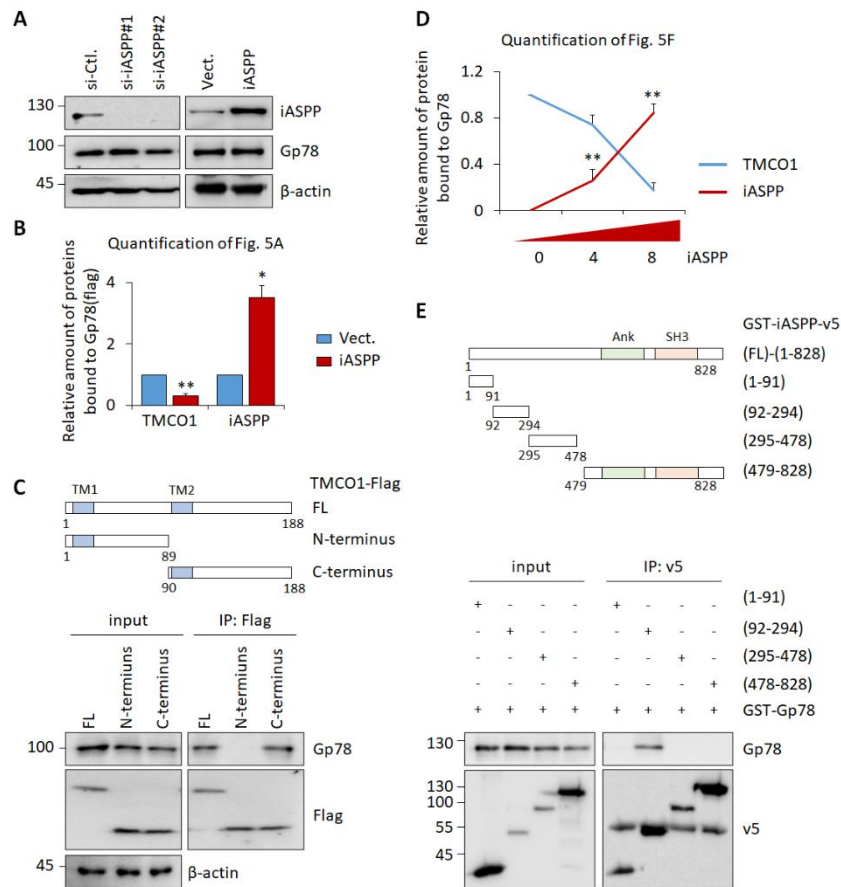 A
si-Ctl.
si-iASPP#1
si-iASPP#2
Vect.
iASPP
130
iASPP
100
Gp78
45
β-actin
B
Quantification of Fig. 5A
Relative amount of proteins
bound to Gp78(flag)
4
2
0
**
*
Vect.
iASPP
TMCO1
iASPP
C
TMCO1-Flag
TM1
TM2
FL
1
188
N-terminus
1
89
C-terminus
90
188
input
IP: Flag
FL
N-termiuns
C-terminus
FL
N-terminus
C-terminus
100
Gp78
Flag
45
β-actin
D
Quantification of Fig. 5F
Relative amount of protein
bound to Gp78
1.2
0.8
0.4
0
**
**
TMCO1
iASPP
0
4
8
iASPP
E
GST-iASPP-v5
Ank
SH3
(FL)-(1-828)
1
828
(1-91)
1
91
(92-294)
92
294
(295-478)
295
478
(479-828)
479
828
input
IP: v5
+ - - - + - - - (1-91)
- + - - - + - - (92-294)
- - + - - - + - (295-478)
- - - + - - - + (478-828)
+ + + + + + + + GST-Gp78
130
Gp78
130
100
55
45
v5